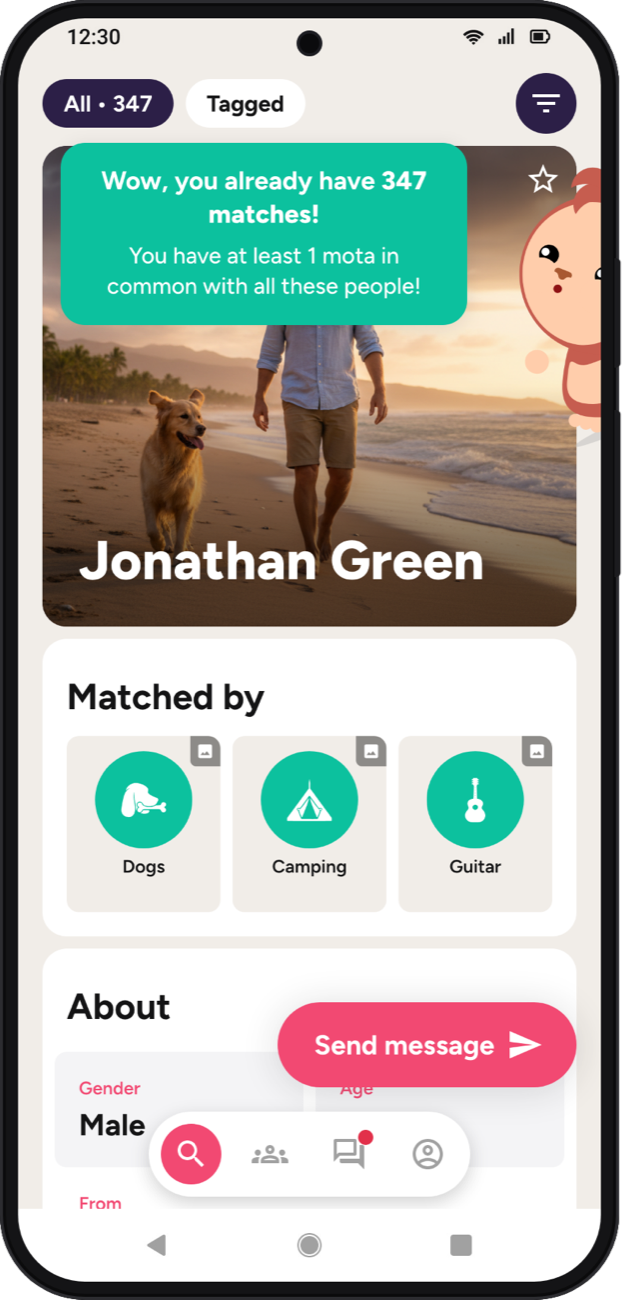 12:30
All • 347
Tagged
Wow, you already have 347
matches!
You have at least 1 mota in
common with all these people!
Jonathan Green
Matched by
Dogs
Camping
Guitar
About
Send message
Gender
Age
Male
From